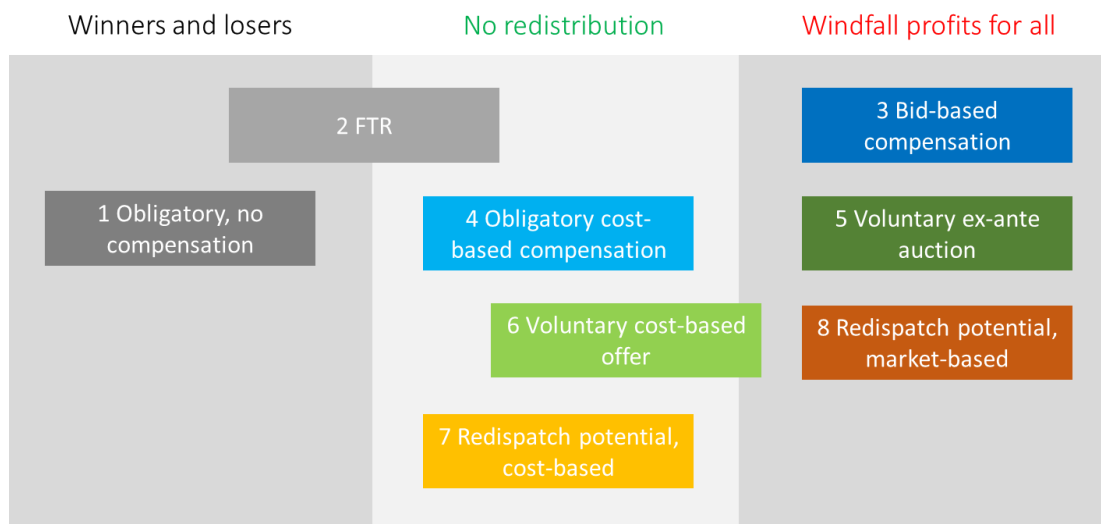 Winners and losers
No redistribution
Windfall profits for all
2 FTR
3 Bid-based
compensation
1 Obligatory, no
compensation
4 Obligatory cost-
based compensation
5 Voluntary ex-ante
auction
6 Voluntary cost-based
offer
8 Redispatch potential,
market-based
7 Redispatch potential,
cost-based